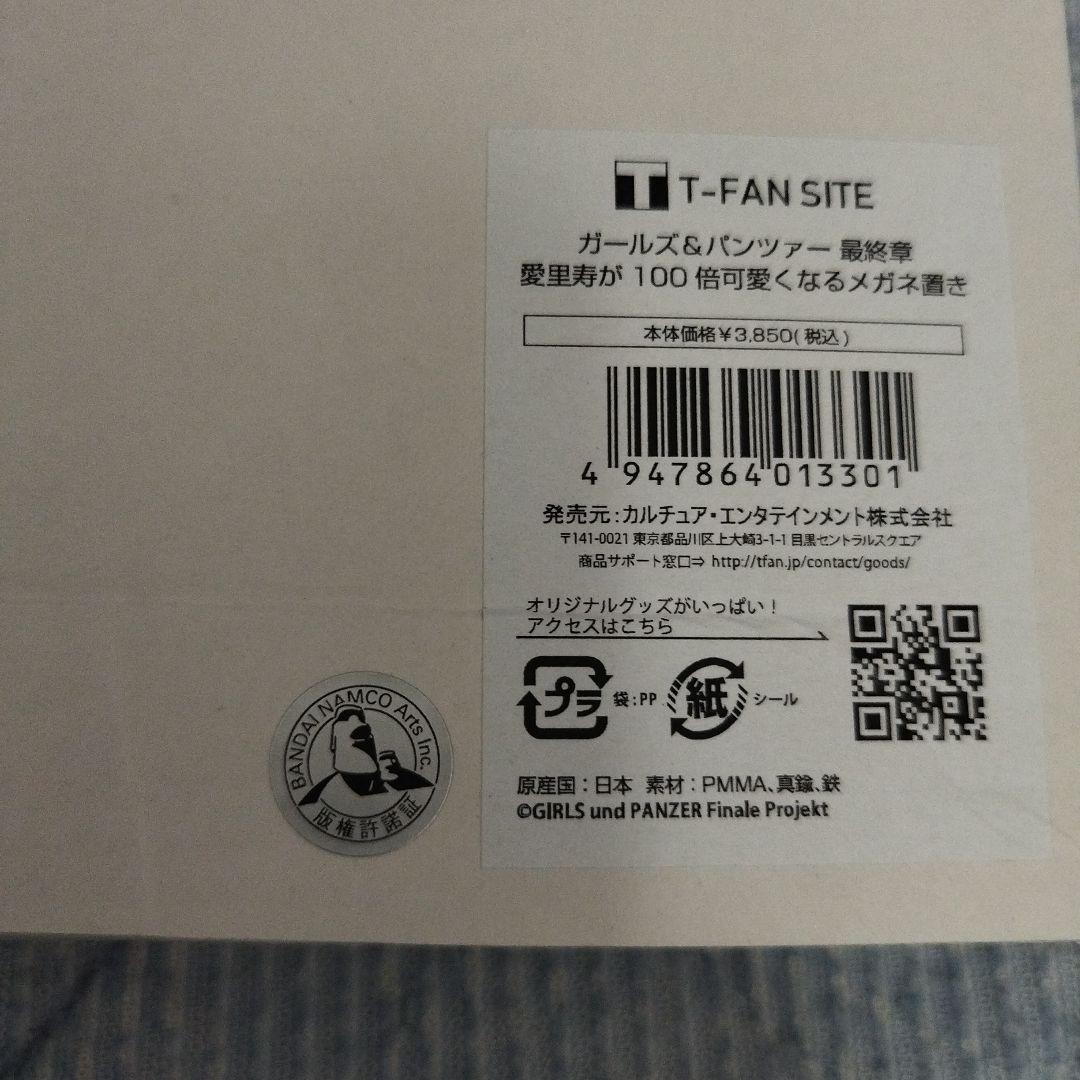 T T-FAN SITE
ガールズ&パンツァー 最終章
愛里寿が 100 倍可愛くなるメガネ置き
本体価格¥3,850(税込)
4 947864 013301
発売元:カルチュア・エンタテインメント株式会社
〒141-0021 東京都品川区上大崎3-1-1 目黒セントラルスクエア
商品サポート窓口⇒ http://tfan.jp/contact/goods/
オリジナルグッズがいっぱい!
アクセスはこちら
プラ 袋:PP 紙 シール
原産国:日本 素材:PMMA、真鍮、鉄
©GIRLS und PANZER Finale Projekt
BANDAI NAMCO Arts Inc.
版権許諾証